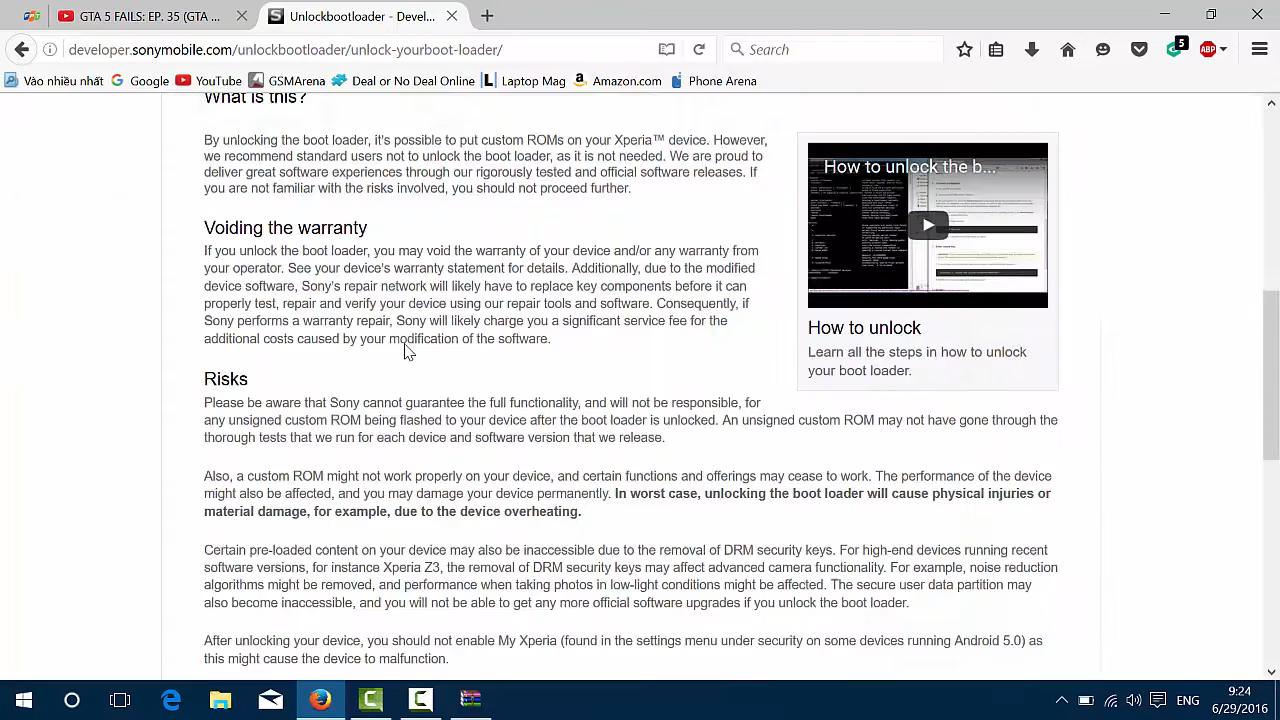 GTA 5 FAILS: EP. 35 (GTA
Unlockbootloader - Devel...
developer.sonymobile.com/unlockbootloader/unlock-yourboot-loader/
Search
5
ABP
Vào nhiều nhất
Google
YouTube
GSMArena
Deal or No Deal Online
Laptop Mag
Amazon.com
Phone Arena
What is this?
By unlocking the boot loader, it's possible to put custom ROMs on your Xperia™ device. However,
we recommend standard users not to unlock the boot loader, as it is not needed. We are proud to
deliver great software experiences through our rigorously tested and official software releases. If
you are not familiar with the risks involved, you should not proceed further.
Voiding the warranty
If you unlock the boot loader, you may void the warranty of your device and/or any warranty from
your operator. See your device warranty statement for details. Additionally, due to the modified
device software, Sony's repair network will likely have to replace key components before it can
properly test, repair and verify your device using our repair tools and software. Consequently, if
Sony performs a warranty repair, Sony will likely charge you a significant service fee for the
additional costs caused by your modification of the software.
How to unlock the b...
How to unlock
Learn all the steps in how to unlock
your boot loader.
Risks
Please be aware that Sony cannot guarantee the full functionality, and will not be responsible, for
any unsigned custom ROM being flashed to your device after the boot loader is unlocked. An unsigned custom ROM may not have gone through the
thorough tests that we run for each device and software version that we release.
Also, a custom ROM might not work properly on your device, and certain functions and offerings may cease to work. The performance of the device
might also be affected, and you may damage your device permanently. In worst case, unlocking the boot loader will cause physical injuries or
material damage, for example, due to the device overheating.
Certain pre-loaded content on your device may also be inaccessible due to the removal of DRM security keys. For high-end devices running recent
software versions, for instance Xperia Z3, the removal of DRM security keys may affect advanced camera functionality. For example, noise reduction
algorithms might be removed, and performance when taking photos in low-light conditions might be affected. The secure user data partition may
also become inaccessible, and you will not be able to get any more official software upgrades if you unlock the boot loader.
After unlocking your device, you should not enable My Xperia (found in the settings menu under security on some devices running Android 5.0) as
this might cause the device to malfunction.
ENG
6/29/2016